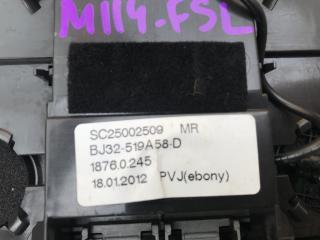 M114.FSL
SC25002509 MR
BJ32-519A58-D
1876.0.245
18.01.2012 PVJ(ebony)